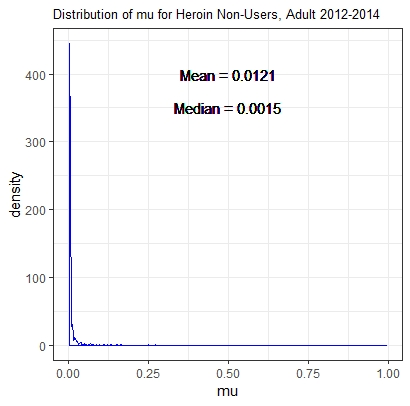 Distribution of mu for Heroin Non-Users, Adult 2012-2014
Mean = 0.0121
Median = 0.0015
400
300
200
100
0
density
0.00 0.25 0.50 0.75 1.00
mu